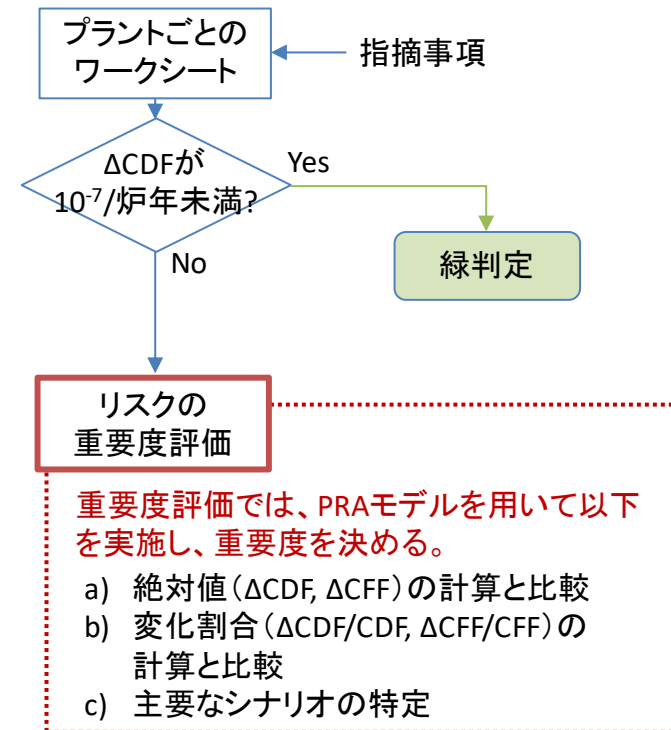 プラントごとの
ワークシート
指摘事項
ΔCDFが
10⁻⁷/炉年未満?
Yes
緑判定
No
リスクの
重要度評価
重要度評価では、PRAモデルを用いて以下
を実施し、重要度を決める。
a) 絶対値(ΔCDF, ΔCFF)の計算と比較
b) 変化割合(ΔCDF/CDF, ΔCFF/CFF)の
計算と比較
c) 主要なシナリオの特定